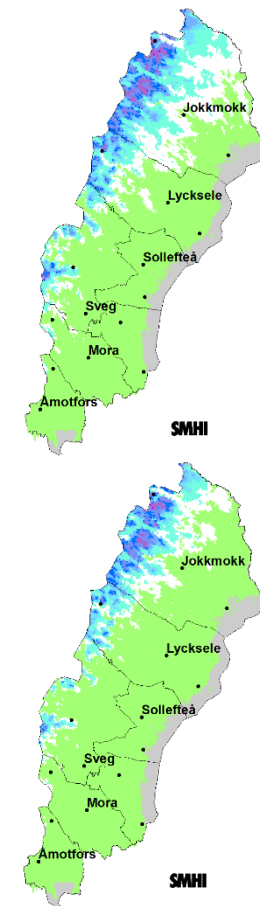 Jokkmokk
Lycksele
Sollefteå
Sveg
Mora
Åmotfors
SMHI
Jokkmokk
Lycksele
Sollefteå
Sveg
Mora
Åmotfors
SMHI